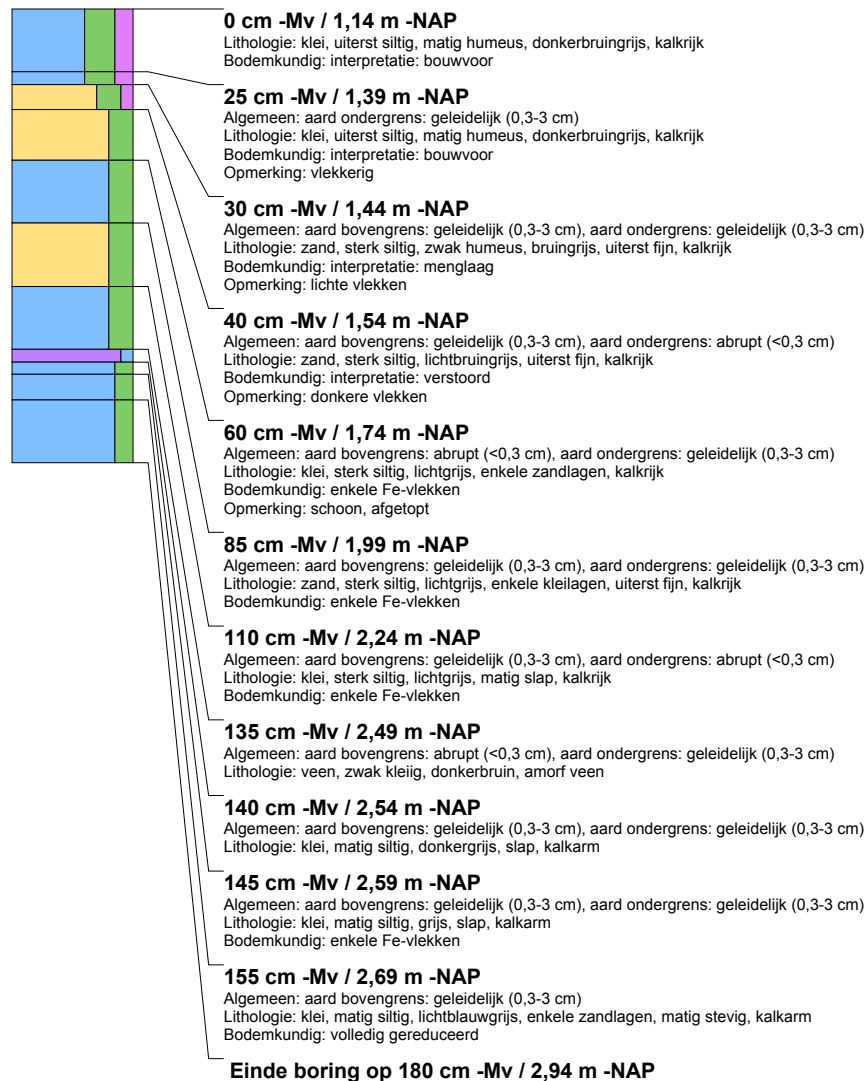 0 cm -Mv / 1,14 m -NAP
Lithologie: klei, uiterst siltig, matig humeus, donkerbruingrijs, kalkrijk
Bodemkundig: interpretatie: bouwvoor
25 cm -Mv / 1,39 m -NAP
Algemeen: aard ondergrens: geleidelijk (0,3-3 cm)
Lithologie: klei, uiterst siltig, matig humeus, donkerbruingrijs, kalkrijk
Bodemkundig: interpretatie: bouwvoor
Opmerking: vlekkerig
30 cm -Mv / 1,44 m -NAP
Algemeen: aard bovengrens: geleidelijk (0,3-3 cm), aard ondergrens: geleidelijk (0,3-3 cm)
Lithologie: zand, sterk siltig, zwak humeus, bruingrijs, uiterst fijn, kalkrijk
Bodemkundig: interpretatie: menglaag
Opmerking: lichte vlekken
40 cm -Mv / 1,54 m -NAP
Algemeen: aard bovengrens: geleidelijk (0,3-3 cm), aard ondergrens: abrupt (<0,3 cm)
Lithologie: zand, sterk siltig, lichtbruingrijs, uiterst fijn, kalkrijk
Bodemkundig: interpretatie: verstoord
Opmerking: donkere vlekken
60 cm -Mv / 1,74 m -NAP
Algemeen: aard bovengrens: abrupt (<0,3 cm), aard ondergrens: geleidelijk (0,3-3 cm)
Lithologie: klei, sterk siltig, lichtgrijs, enkele zandlagen, kalkrijk
Bodemkundig: enkele Fe-vlekken
Opmerking: schoon, afgetopt
85 cm -Mv / 1,99 m -NAP
Algemeen: aard bovengrens: geleidelijk (0,3-3 cm), aard ondergrens: geleidelijk (0,3-3 cm)
Lithologie: zand, sterk siltig, lichtgrijs, enkele kleilagen, uiterst fijn, kalkrijk
Bodemkundig: enkele Fe-vlekken
110 cm -Mv / 2,24 m -NAP
Algemeen: aard bovengrens: geleidelijk (0,3-3 cm), aard ondergrens: abrupt (<0,3 cm)
Lithologie: klei, sterk siltig, lichtgrijs, matig slap, kalkrijk
Bodemkundig: enkele Fe-vlekken
135 cm -Mv / 2,49 m -NAP
Algemeen: aard bovengrens: abrupt (<0,3 cm), aard ondergrens: geleidelijk (0,3-3 cm)
Lithologie: veen, zwak kleiig, donkerbruin, amorf veen
140 cm -Mv / 2,54 m -NAP
Algemeen: aard bovengrens: geleidelijk (0,3-3 cm), aard ondergrens: geleidelijk (0,3-3 cm)
Lithologie: klei, matig siltig, donkergrijs, slap, kalkarm
145 cm -Mv / 2,59 m -NAP
Algemeen: aard bovengrens: geleidelijk (0,3-3 cm), aard ondergrens: geleidelijk (0,3-3 cm)
Lithologie: klei, matig siltig, grijs, slap, kalkarm
Bodemkundig: enkele Fe-vlekken
155 cm -Mv / 2,69 m -NAP
Algemeen: aard bovengrens: geleidelijk (0,3-3 cm)
Lithologie: klei, matig siltig, lichtblauwgrijs, enkele zandlagen, matig stevig, kalkarm
Bodemkundig: volledig gereduceerd
Einde boring op 180 cm -Mv / 2,94 m -NAP